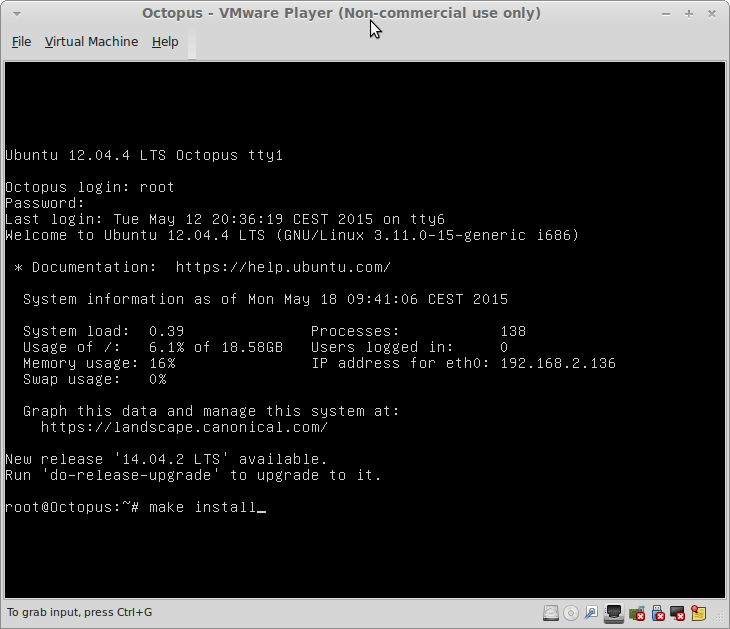 Octopus - VMware Player (Non-commercial use only)
File Virtual Machine Help
Ubuntu 12.04.4 LTS Octopus tty1
Octopus login: root
Password:
Last login: Tue May 12 20:36:19 CEST 2015 on tty6
Welcome to Ubuntu 12.04.4 LTS (GNU/Linux 3.11.0-15-generic i686)
* Documentation:  https://help.ubuntu.com/
System information as of Mon May 18 09:41:06 CEST 2015
System load:  0.39              Processes:           138
Usage of /:   6.1% of 18.58GB   Users logged in:     0
Memory usage: 16%               IP address for eth0: 192.168.2.136
Swap usage:   0%
Graph this data and manage this system at:
https://landscape.canonical.com/
New release '14.04.2 LTS' available.
Run 'do-release-upgrade' to upgrade to it.
root@Octopus:~# make install_
To grab input, press Ctrl+G